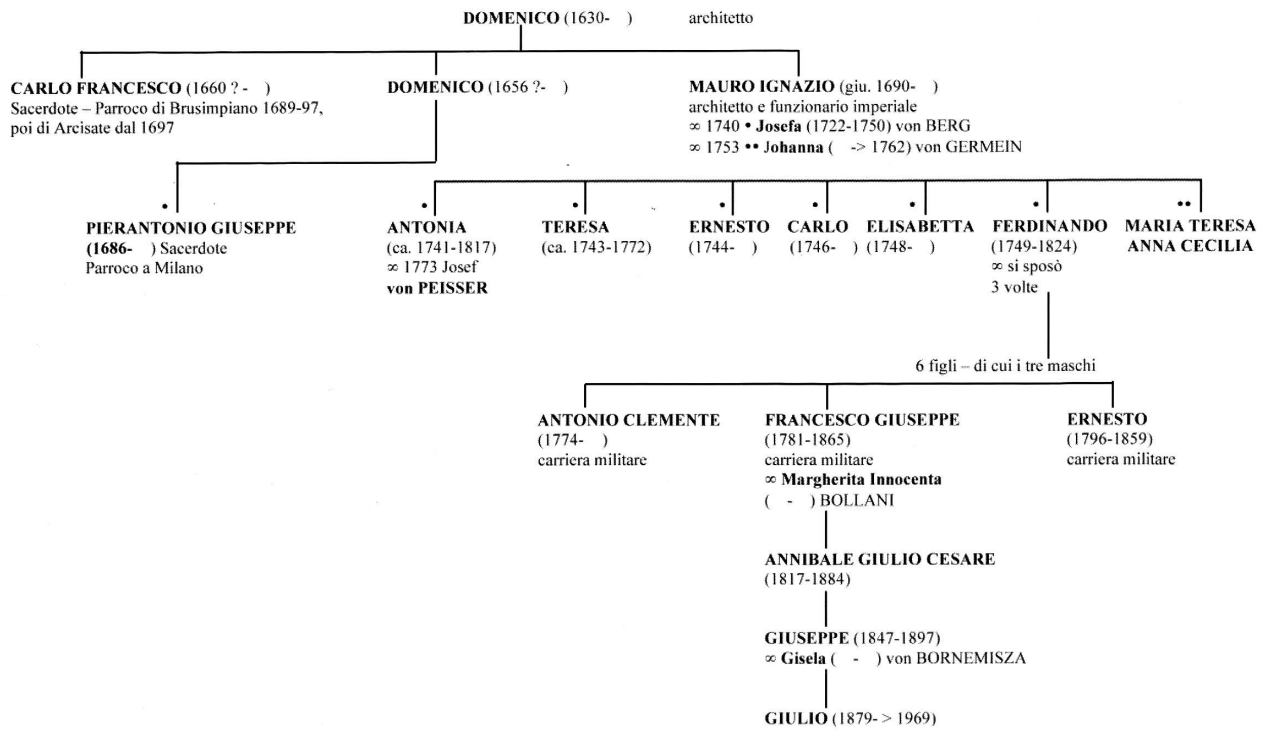 DOMENICO (1630-   )   architetto
CARLO FRANCESCO (1660 ? -   )
Sacerdote – Parroco di Brusimpiano 1689-97,
poi di Arcisate dal 1697
DOMENICO (1656 ?-   )
MAURO IGNAZIO (giu. 1690-   )
architetto e funzionario imperiale
∞ 1740 • Josefa (1722-1750) von BERG
∞ 1753 •• Johanna (   -> 1762) von GERMEIN
•
PIERANTONIO GIUSEPPE
(1686-   ) Sacerdote
Parroco a Milano
•
ANTONIA
(ca. 1741-1817)
∞ 1773 Josef
von PEISSER
•
TERESA
(ca. 1743-1772)
•
ERNESTO
(1744-   )
•
CARLO
(1746-   )
•
ELISABETTA
(1748-   )
•
FERDINANDO
(1749-1824)
∞ si sposò
3 volte
••
MARIA TERESA
ANNA CECILIA
6 figli – di cui i tre maschi
ANTONIO CLEMENTE
(1774-   )
carriera militare
FRANCESCO GIUSEPPE
(1781-1865)
carriera militare
∞ Margherita Innocenta
(   -   ) BOLLANI
ERNESTO
(1796-1859)
carriera militare
ANNIBALE GIULIO CESARE
(1817-1884)
GIUSEPPE (1847-1897)
∞ Gisela (   -   ) von BORNEMISZA
GIULIO (1879- > 1969)